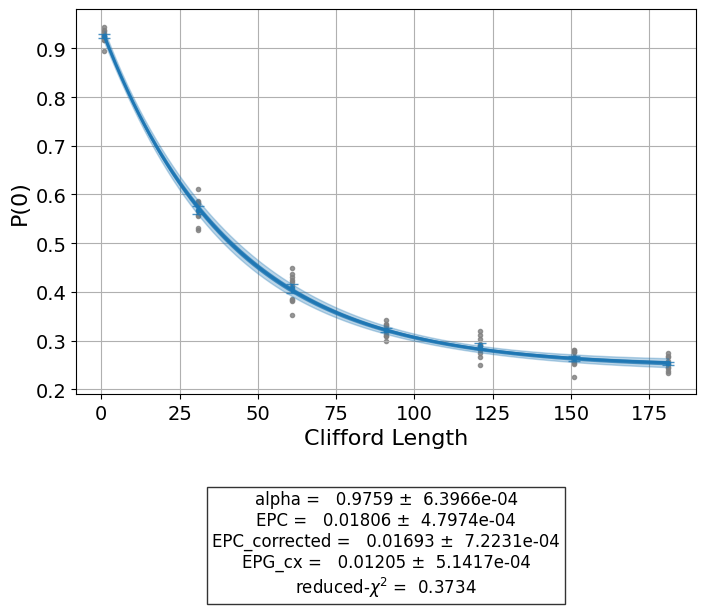 0.9
0.8
0.7
0.6
0.5
0.4
0.3
0.2
P(0)
0 25 50 75 100 125 150 175
Clifford Length
alpha = 0.9759 ± 6.3966e-04
EPC = 0.01806 ± 4.7974e-04
EPC_corrected = 0.01693 ± 7.2231e-04
EPG_cx = 0.01205 ± 5.1417e-04
reduced-χ² = 0.3734